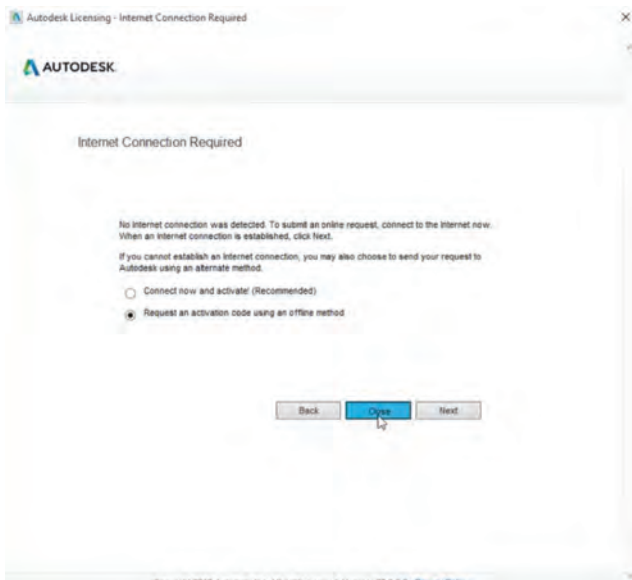 Autodesk Licensing - Internet Connection Required
AUTODESK
Internet Connection Required
No internet connection was detected. To submit an online request, connect to the Internet now.
When an internet connection is established, click Next.
If you cannot establish an Internet connection, you may also choose to send your request to
Autodesk using an alternate method.
Connect now and activate! (Recommended)
Request an activation code using an offline method
Back Close Next